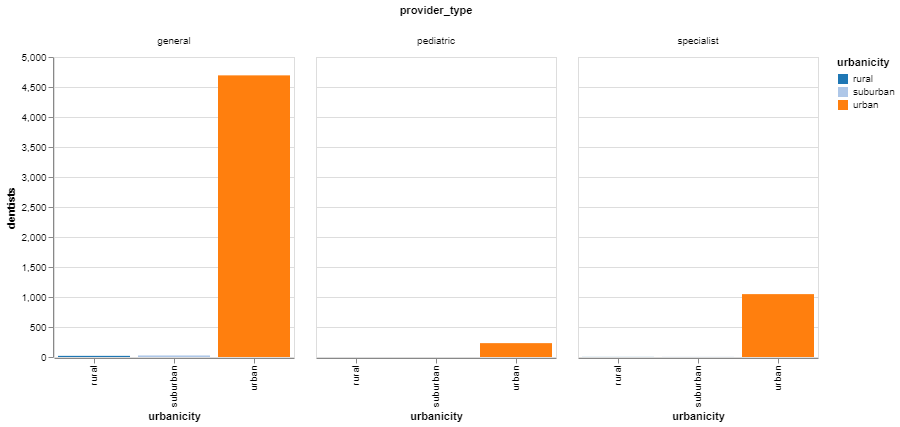 provider_type
general
pediatric
specialist
urbanicity
rural
suburban
urban
dentists
5,000
4,500
4,000
3,500
3,000
2,500
2,000
1,500
1,000
500
0
rural
suburban
urban
rural
suburban
urban
rural
suburban
urban
urbanicity
urbanicity
urbanicity